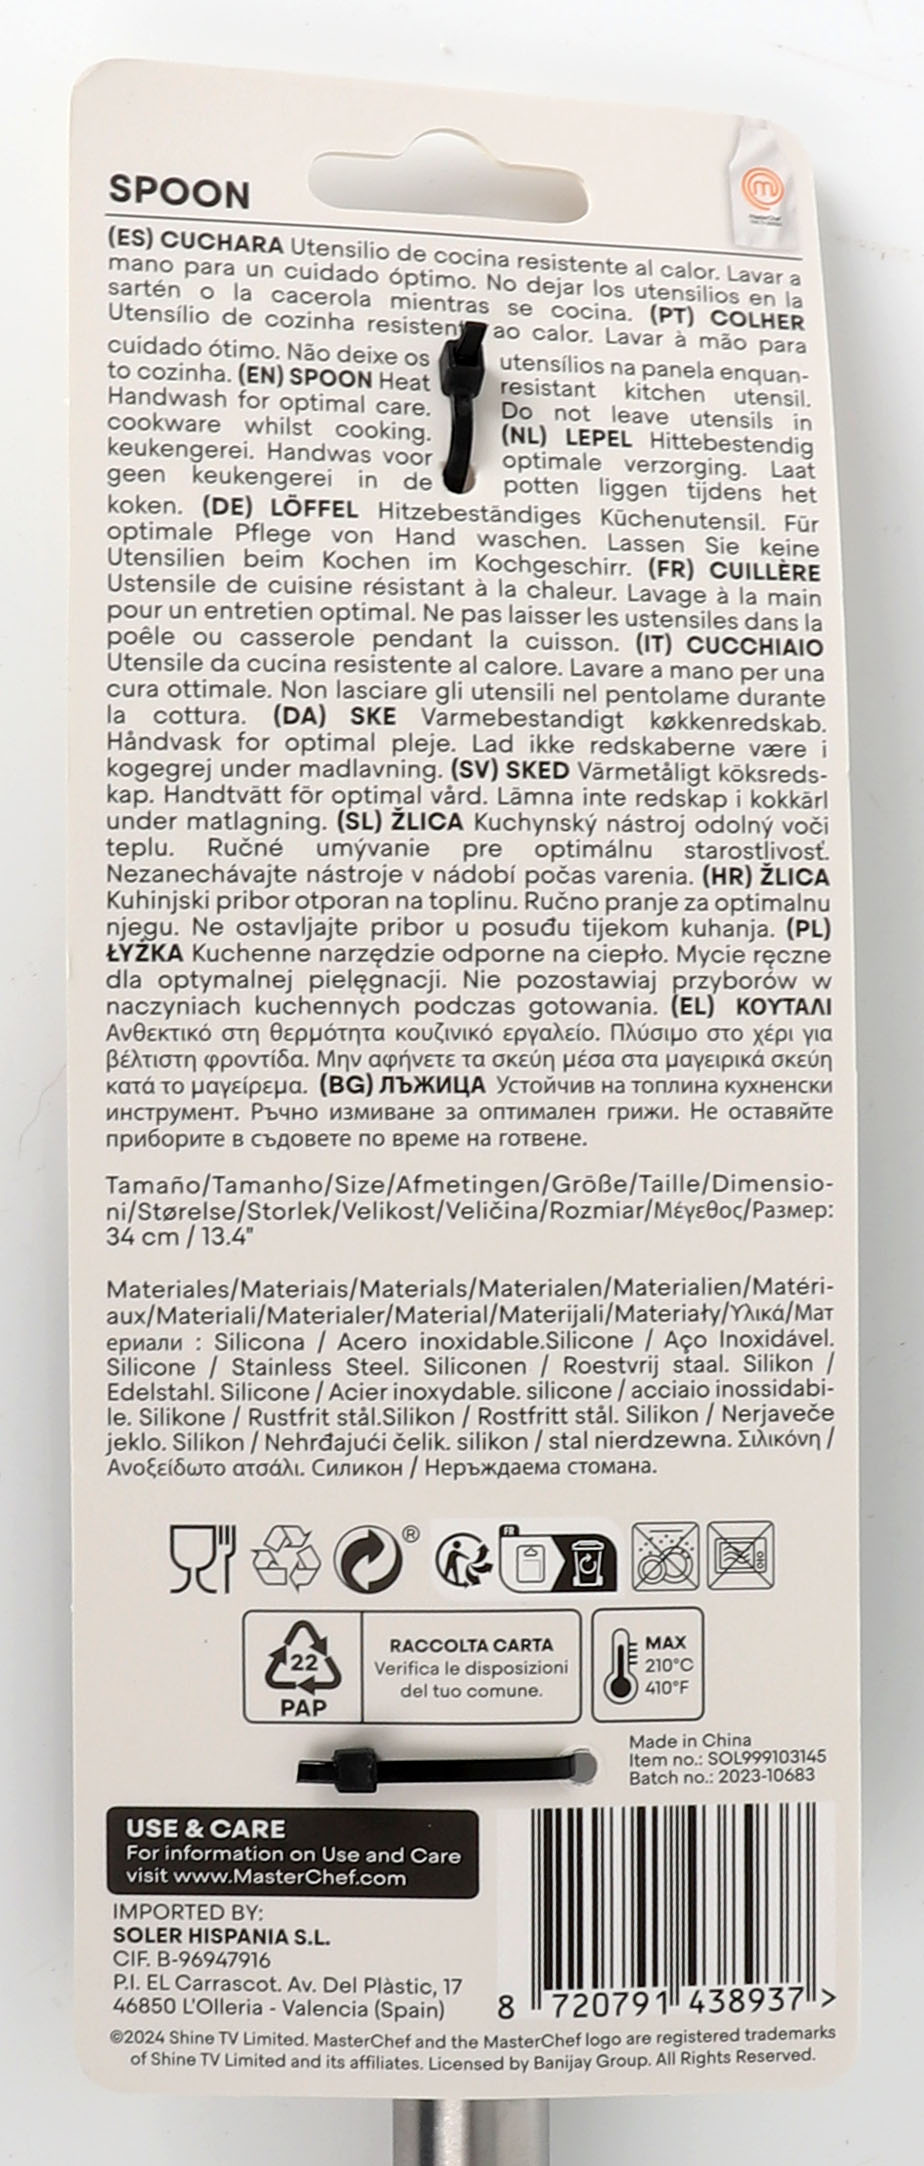 SPOON
MasterChef
(ES) CUCHARA Utensilio de cocina resistente al calor. Lavar a
mano para un cuidado óptimo. No dejar los utensilios en la
sartén o la cacerola mientras se cocina. (PT) COLHER
Utensílio de cozinha resistent ao calor. Lavar à mão para
cuidado ótimo. Não deixe os utensílios na panela enquan-
to cozinha. (EN) SPOON Heat resistant kitchen utensil.
Handwash for optimal care. Do not leave utensils in
cookware whilst cooking. (NL) LEPEL Hittebestendig
keukengerei. Handwas voor optimale verzorging. Laat
geen keukengerei in de potten liggen tijdens het
koken. (DE) LÖFFEL Hitzebeständiges Küchenutensil. Für
optimale Pflege von Hand waschen. Lassen Sie keine
Utensilien beim Kochen im Kochgeschirr. (FR) CUILLÈRE
Ustensile de cuisine résistant à la chaleur. Lavage à la main
pour un entretien optimal. Ne pas laisser les ustensiles dans la
poêle ou casserole pendant la cuisson. (IT) CUCCHIAIO
Utensile da cucina resistente al calore. Lavare a mano per una
cura ottimale. Non lasciare gli utensili nel pentolame durante
la cottura. (DA) SKE Varmebestandigt køkkenredskab.
Håndvask for optimal pleje. Lad ikke redskaberne være i
kogegrej under madlavning. (SV) SKED Värmetåligt köksreds-
kap. Handtvätt för optimal vård. Lämna inte redskap i kokkärl
under matlagning. (SL) ŽLICA Kuchynský nástroj odolný voči
teplu. Ručné umývanie pre optimálnu starostlivosť.
Nezanechávajte nástroje v nádobí počas varenia. (HR) ŽLICA
Kuhinjski pribor otporan na toplinu. Ručno pranje za optimalnu
njegu. Ne ostavljajte pribor u posuđu tijekom kuhanja. (PL)
ŁYŻKA Kuchenne narzędzie odporne na ciepło. Mycie ręczne
dla optymalnej pielęgnacji. Nie pozostawiaj przyborów w
naczyniach kuchennych podczas gotowania. (EL) ΚΟΥΤΑΛΙ
Ανθεκτικό στη θερμότητα κουζινικό εργαλείο. Πλύσιμο στο χέρι για
βέλτιστη φροντίδα. Μην αφήνετε τα σκεύη μέσα στα μαγειρικά σκεύη
κατά το μαγείρεμα. (BG) ЛЪЖИЦА Устойчив на топлина кухненски
инструмент. Ръчно измиване за оптимален грижи. Не оставяйте
приборите в съдовете по време на готвене.
Tamaño/Tamanho/Size/Afmetingen/Größe/Taille/Dimensio-
ni/Størelse/Storlek/Velikost/Veličina/Rozmiar/Μέγεθος/Размер:
34 cm / 13.4"
Materiales/Materiais/Materials/Materialen/Materialien/Matéri-
aux/Materiali/Materialer/Material/Materijali/Materiały/Υλικά/Мат
ериали : Silicona / Acero inoxidable.Silicone / Aço Inoxidável.
Silicone / Stainless Steel. Siliconen / Roestvrij staal. Silikon /
Edelstahl. Silicone / Acier inoxydable. silicone / acciaio inossidabi-
le. Silikone / Rustfrit stål.Silikon / Rostfritt stål. Silikon / Nerjaveče
jeklo. Silikon / Nehrđajući čelik. silikon / stal nierdzewna. Σιλικόνη /
Ανοξείδωτο ατσάλι. Силикон / Неръждаема стомана.
® FR
22
PAP
RACCOLTA CARTA
Verifica le disposizioni
del tuo comune.
MAX
210°C
410°F
Made in China
Item no.: SOL999103145
Batch no.: 2023-10683
USE & CARE
For information on Use and Care
visit www.MasterChef.com
IMPORTED BY:
SOLER HISPANIA S.L.
CIF. B-96947916
P.I. EL Carrascot. Av. Del Plàstic, 17
46850 L'Olleria - Valencia (Spain)
8 720791 438937 >
©2024 Shine TV Limited. MasterChef and the MasterChef logo are registered trademarks
of Shine TV Limited and its affiliates. Licensed by Banijay Group. All Rights Reserved.